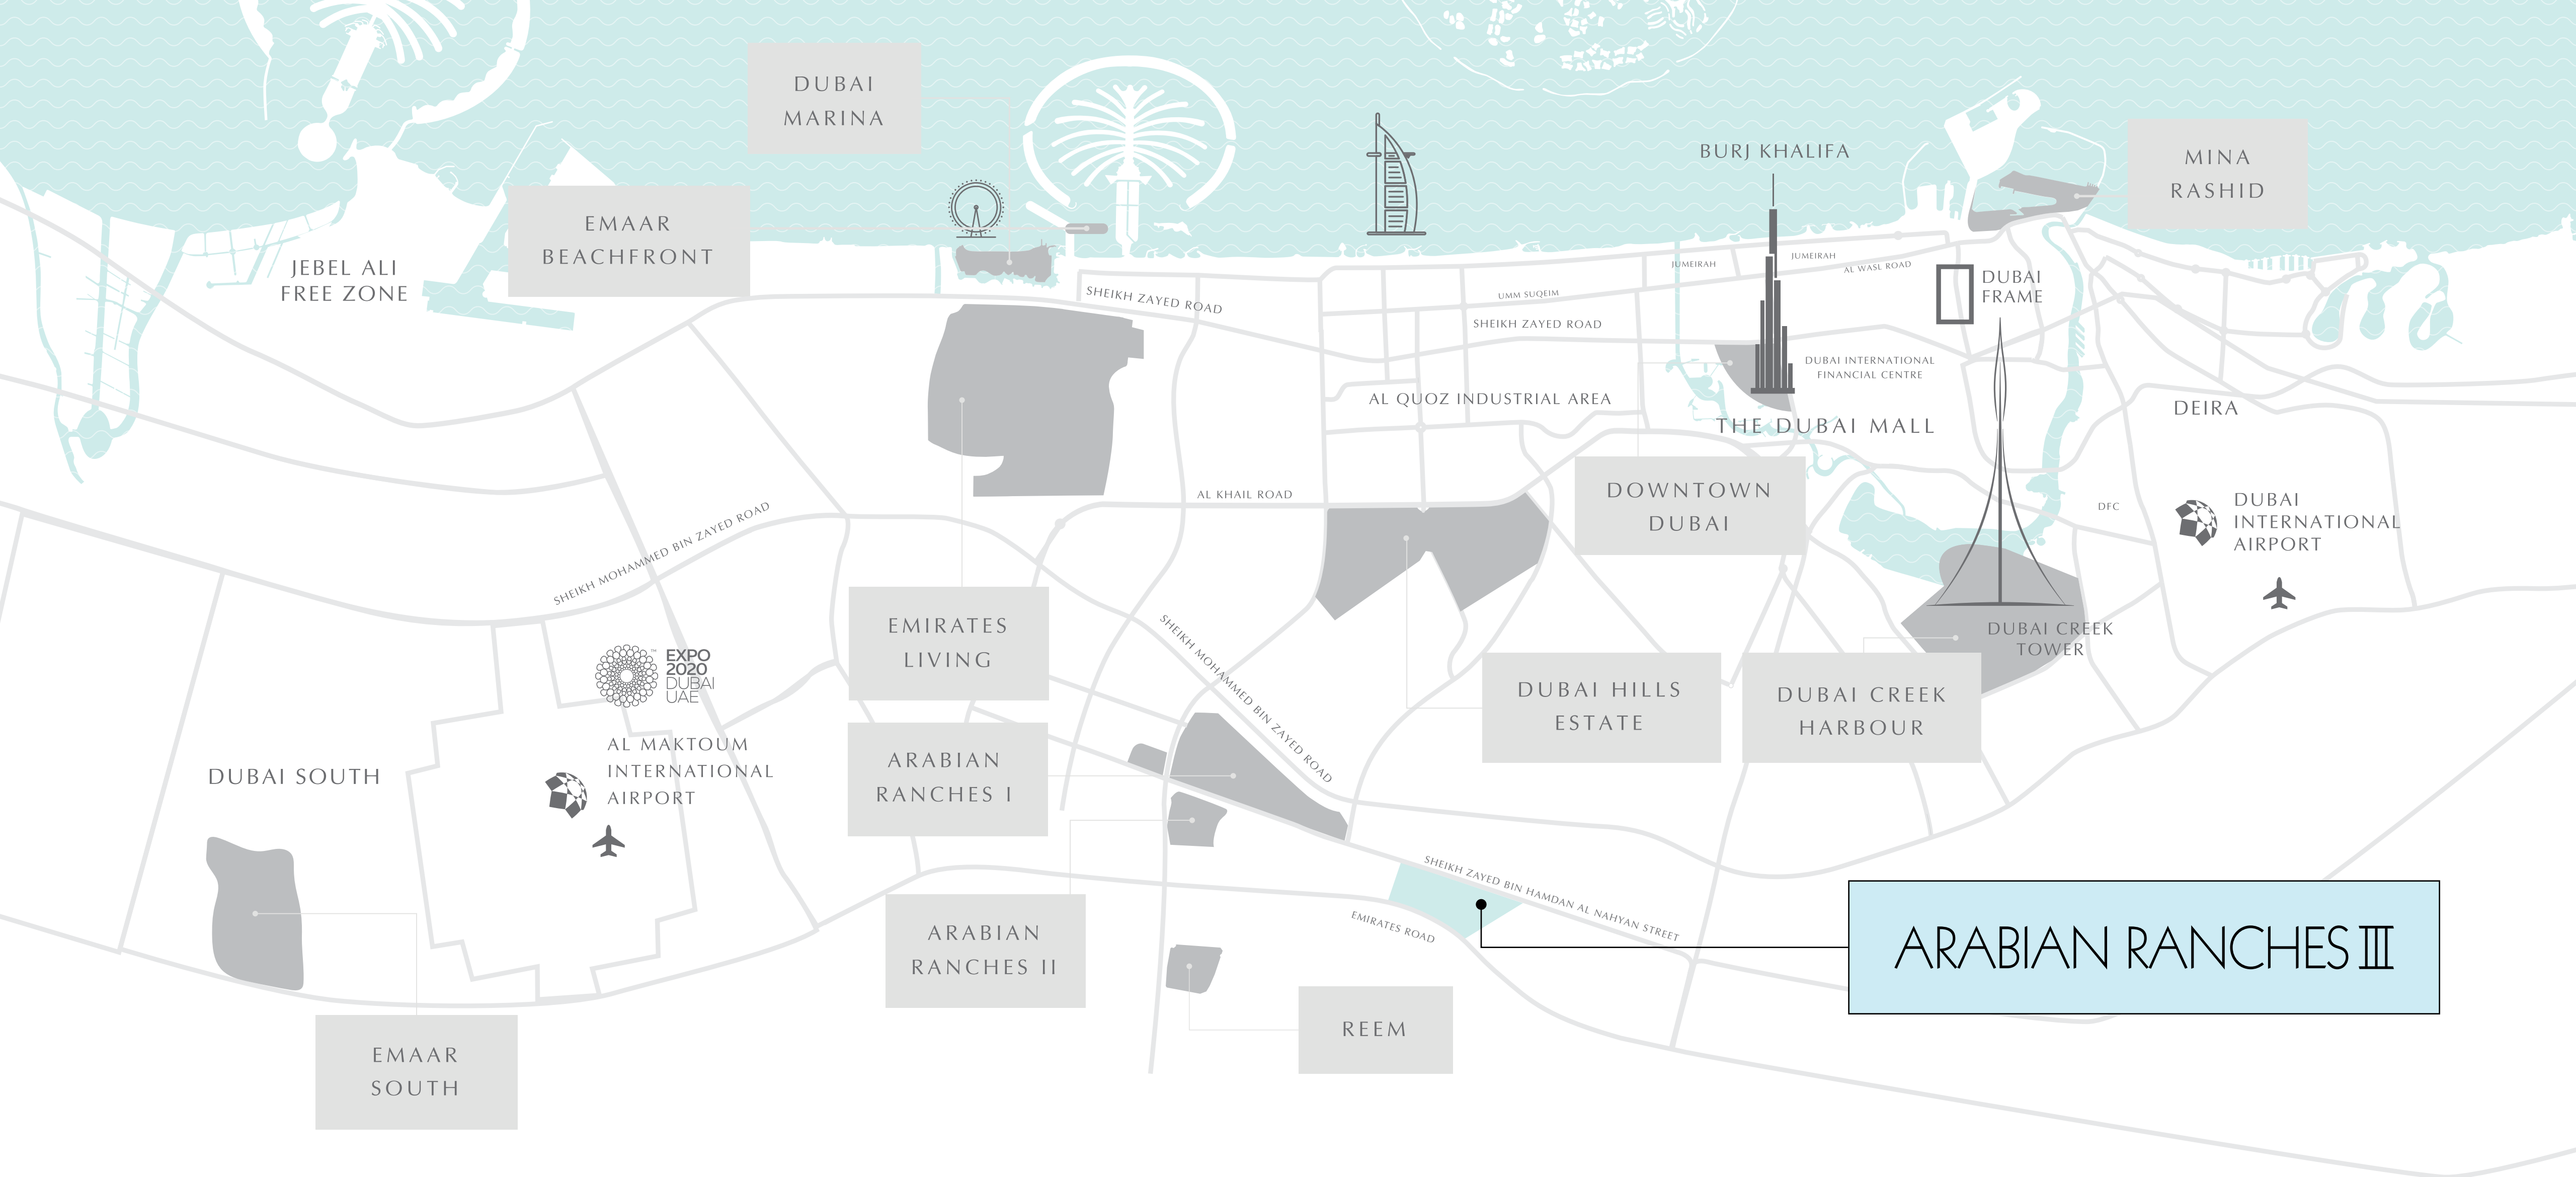 DUBAI
MARINA
BURJ KHALIFA
MINA
RASHID
EMAAR
BEACHFRONT
JEBEL ALI
FREE ZONE
SHEIKH ZAYED ROAD
UMM SUQEIM
SHEIKH ZAYED ROAD
JUMEIRAH
JUMEIRAH
AL WASL ROAD
DUBAI
FRAME
DUBAI INTERNATIONAL
FINANCIAL CENTRE
AL QUOZ INDUSTRIAL AREA
THE DUBAI MALL
DEIRA
AL KHAIL ROAD
DOWNTOWN
DUBAI
DFC
DUBAI
INTERNATIONAL
AIRPORT
SHEIKH MOHAMMED BIN ZAYED ROAD
EMIRATES
LIVING
SHEIKH MOHAMMED BIN ZAYED ROAD
DUBAI CREEK
TOWER
EXPO
2020
DUBAI
UAE
™
DUBAI HILLS
ESTATE
DUBAI CREEK
HARBOUR
AL MAKTOUM
INTERNATIONAL
AIRPORT
DUBAI SOUTH
ARABIAN
RANCHES I
SHEIKH ZAYED BIN HAMDAN AL NAHYAN STREET
EMIRATES ROAD
ARABIAN
RANCHES II
ARABIAN RANCHES III
REEM
EMAAR
SOUTH